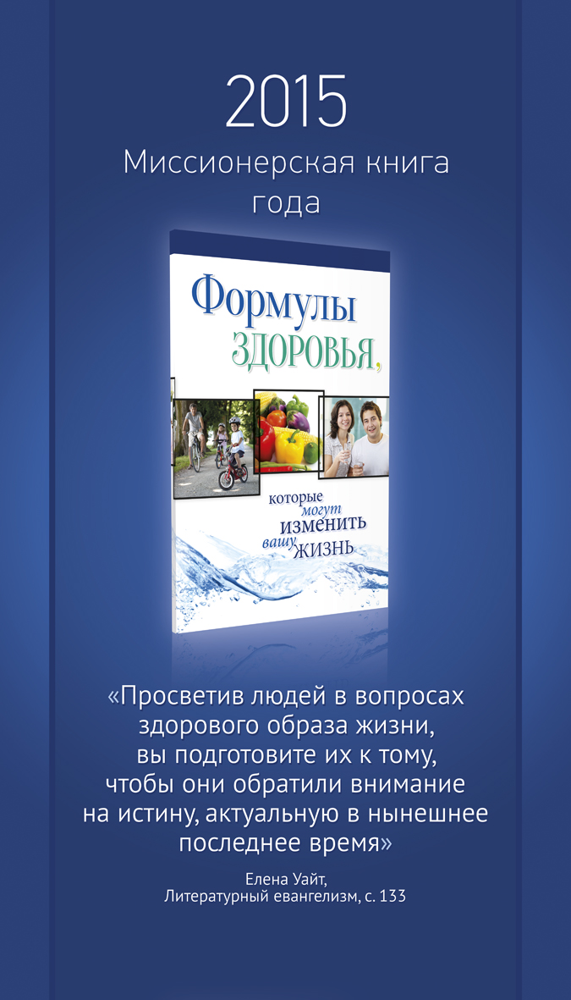 2015
Миссионерская книга
года
Формулы
ЗДОРОВЬЯ,
которые
могут
изменить
вашу
ЖИЗНЬ
«Просветив людей в вопросах
здорового образа жизни,
вы подготовите их к тому,
чтобы они обратили внимание
на истину, актуальную в нынешнее
последнее время»
Елена Уайт,
Литературный евангелизм, с. 133